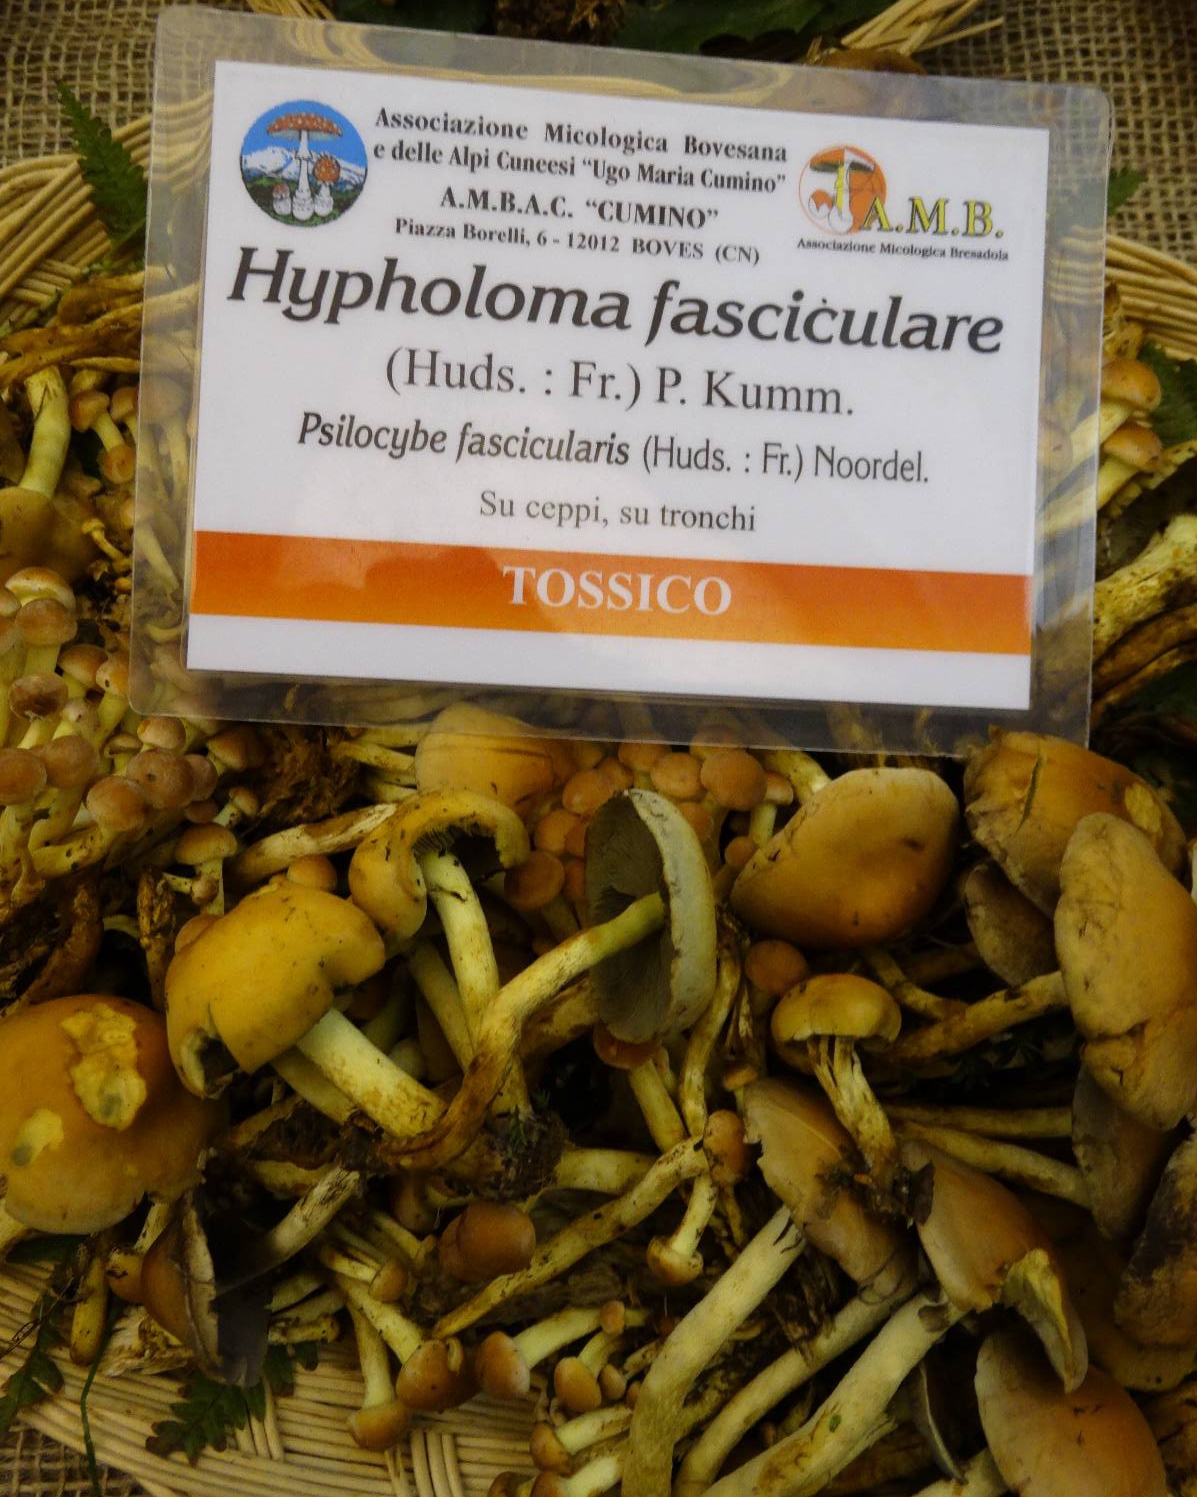 Associazione Micologica Bovesana
e delle Alpi Cuneesi “Ugo Maria Cumino”
A.M.B.A.C. “CUMINO”
Piazza Borelli, 6 - 12012 BOVES (CN)
A.M.B.
Associazione Micologica Bresadola
Hypholoma fasciculare
(Huds. : Fr.) P. Kumm.
Psilocybe fascicularis (Huds. : Fr.) Noordel.
Su ceppi, su tronchi
TOSSICO